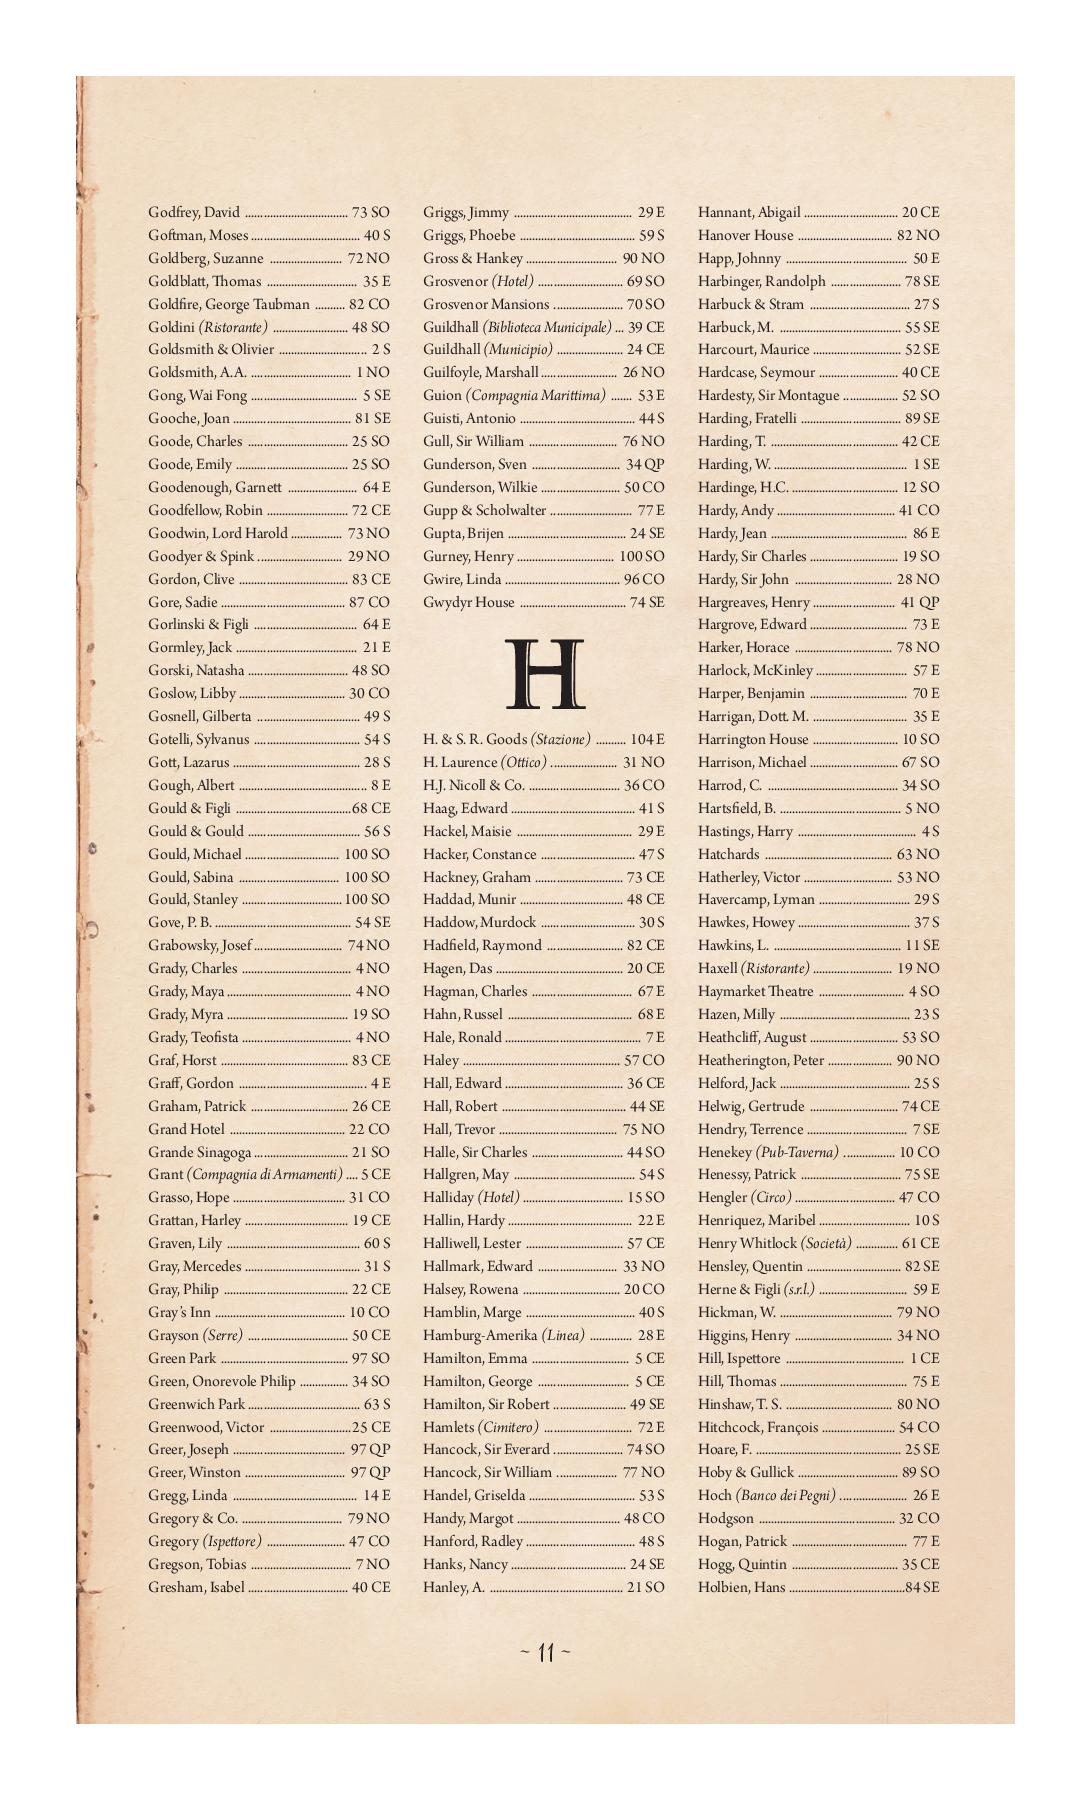 Godfrey, David ................................. 73 SO
Goftman, Moses ................................... 40 S
Goldberg, Suzanne ........................ 72 NO
Goldblatt, Thomas .............................. 35 E
Goldfire, George Taubman .......... 82 CO
Goldini (Ristorante) ........................ 48 SO
Goldsmith & Olivier ............................. 2 S
Goldsmith, A.A. ................................ 1 NO
Gong, Wai Fong ................................... 5 SE
Gooche, Joan ...................................... 81 SE
Goode, Charles .................................. 25 SO
Goode, Emily .................................... 25 SO
Goodenough, Garnett ....................... 64 E
Goodfellow, Robin ........................... 72 CE
Goodwin, Lord Harold ................ 73 NO
Goodyer & Spink ............................ 29 NO
Gordon, Clive ................................... 83 CE
Gore, Sadie ........................................ 87 CO
Gorlinski & Figli .................................. 64 E
Gormley, Jack ........................................ 21 E
Gorski, Natasha ................................. 48 SO
Goslow, Libby ................................... 30 CO
Gosnell, Gilberta .................................. 49 S
Gotelli, Sylvanus ................................... 54 S
Gott, Lazarus .......................................... 28 S
Gough, Albert .......................................... 8 E
Gould & Figli .....................................68 CE
Gould & Gould .................................... 56 S
Gould, Michael .............................. 100 SO
Gould, Sabina .................................. 100 SO
Gould, Stanley ..................................100 SO
Gove, P. B. ............................................ 54 SE
Grabowsky, Josef ............................. 74 NO
Grady, Charles ................................... 4 NO
Grady, Maya ........................................ 4 NO
Grady, Myra ...................................... 19 SO
Grady, Teofista ................................... 4 NO
Graf, Horst ......................................... 83 CE
Graff, Gordon .......................................... 4 E
Graham, Patrick ............................... 26 CE
Grand Hotel ...................................... 22 CO
Grande Sinagoga .............................. 21 SO
Grant (Compagnia di Armamenti) .... 5 CE
Grasso, Hope .................................... 31 CO
Grattan, Harley ................................. 19 CE
Graven, Lily ............................................ 60 S
Gray, Mercedes ..................................... 31 S
Gray, Philip ........................................ 22 CE
Gray’s Inn ........................................... 10 CO
Grayson (Serre) ................................ 50 CE
Green Park ......................................... 97 SO
Green, Onorevole Philip ............... 34 SO
Greenwich Park ..................................... 63 S
Greenwood, Victor ..........................25 CE
Greer, Joseph .................................... 97 QP
Greer, Winston ................................. 97 QP
Gregg, Linda ........................................ 14 E
Gregory & Co. .................................. 79 NO
Gregory (Ispettore) ......................... 47 CO
Gregson, Tobias ................................... 7 NO
Gresham, Isabel ................................ 40 CE
Griggs, Jimmy ...................................... 29 E
Griggs, Phoebe ..................................... 59 S
Gross & Hankey ............................. 90 NO
Grosvenor (Hotel) ........................... 69 SO
Grosvenor Mansions ....................... 70 SO
Guildhall (Biblioteca Municipale) ... 39 CE
Guildhall (Municipio) ..................... 24 CE
Guilfoyle, Marshall ........................ 26 NO
Guion (Compagnia Marittima) ...... 53 E
Guisti, Antonio ..................................... 44 S
Gull, Sir William ............................. 76 NO
Gunderson, Sven ............................ 34 QP
Gunderson, Wilkie .......................... 50 CO
Gupp & Scholwalter .......................... 77 E
Gupta, Brijen ...................................... 24 SE
Gurney, Henry ................................ 100 SO
Gwire, Linda ..................................... 96 CO
Gwydyr House .................................. 74 SE
H
H. & S. R. Goods (Stazione) ......... 104 E
H. Laurence (Ottico) ..................... 31 NO
H.J. Nicoll & Co. .............................. 36 CO
Haag, Edward ........................................ 41 S
Hackel, Maisie ...................................... 29 E
Hacker, Constance .............................. 47 S
Hackney, Graham ............................ 73 CE
Haddad, Munir .................................. 48 CE
Haddow, Murdock ............................... 30 S
Hadfield, Raymond .......................... 82 CE
Hagen, Das ......................................... 20 CE
Hagman, Charles ................................ 67 E
Hahn, Russel ........................................ 68 E
Hale, Ronald ........................................... 7 E
Haley .................................................... 57 CO
Hall, Edward ...................................... 36 CE
Hall, Robert ....................................... 44 SE
Hall, Trevor ....................................... 75 NO
Halle, Sir Charles .............................. 44 SO
Hallgren, May ....................................... 54 S
Halliday (Hotel) ................................. 15 SO
Hallin, Hardy ........................................ 22 E
Halliwell, Lester ................................ 57 CE
Hallmark, Edward .......................... 33 NO
Halsey, Rowena ................................ 20 CO
Hamblin, Marge ................................... 40 S
Hamburg-Amerika (Linea) ............. 28 E
Hamilton, Emma ................................ 5 CE
Hamilton, George .............................. 5 CE
Hamilton, Sir Robert ....................... 49 SE
Hamlets (Cimitero) ............................. 72 E
Hancock, Sir Everard ....................... 74 SO
Hancock, Sir William .................... 77 NO
Handel, Griselda .................................. 53 S
Handy, Margot .................................. 48 CO
Hanford, Radley .................................... 48 S
Hanks, Nancy .................................... 24 SE
Hanley, A. ........................................... 21 SO
Hannant, Abigail .............................. 20 CE
Hanover House .............................. 82 NO
Happ, Johnny ....................................... 50 E
Harbinger, Randolph ....................... 78 SE
Harbuck & Stram .................................. 27 S
Harbuck, M. ....................................... 55 SE
Harcourt, Maurice ............................ 52 SE
Hardcase, Seymour .......................... 40 CE
Hardesty, Sir Montague .................. 52 SO
Harding, Fratelli ............................... 89 SE
Harding, T. ......................................... 42 CE
Harding, W. .......................................... 1 SE
Hardinge, H.C. .................................. 12 SO
Hardy, Andy ...................................... 41 CO
Hardy, Jean ........................................... 86 E
Hardy, Sir Charles ............................. 19 SO
Hardy, Sir John ............................... 28 NO
Hargreaves, Henry ........................... 41 QP
Hargrove, Edward ............................... 73 E
Harker, Horace ................................ 78 NO
Harlock, McKinley ............................. 57 E
Harper, Benjamin ............................... 70 E
Harrigan, Dott. M. .............................. 35 E
Harrington House ............................ 10 SO
Harrison, Michael ............................. 67 SO
Harrod, C. ........................................... 34 SO
Hartsfield, B. ...................................... 5 NO
Hastings, Harry ...................................... 4 S
Hatchards ......................................... 63 NO
Hatherley, Victor ............................ 53 NO
Havercamp, Lyman ............................... 29 S
Hawkes, Howey ..................................... 37 S
Hawkins, L. ......................................... 11 SE
Haxell (Ristorante) ......................... 19 NO
Haymarket Theatre ........................... 4 SO
Hazen, Milly ......................................... 23 S
Heathcliff, August ............................. 53 SO
Heatherington, Peter ..................... 90 NO
Helford, Jack .......................................... 25 S
Helwig, Gertrude ............................. 74 CE
Hendry, Terrence ................................ 7 SE
Henekey (Pub-Taverna) ................. 10 CO
Henessy, Patrick ................................. 75 SE
Hengler (Circo) ................................. 47 CO
Henriquez, Maribel .............................. 10 S
Henry Whitlock (Società) .............. 61 CE
Hensley, Quentin .............................. 82 SE
Herne & Figli (s.r.l.) ............................ 59 E
Hickman, W. ................................... 79 NO
Higgins, Henry ................................ 34 NO
Hill, Ispettore ...................................... 1 CE
Hill, Thomas ......................................... 75 E
Hinshaw, T. S. ................................... 80 NO
Hitchcock, François ......................... 54 CO
Hoare, F. .............................................. 25 SE
Hoby & Gullick ................................ 89 SO
Hoch (Banco dei Pegni) ...................... 26 E
Hodgson ............................................. 32 CO
Hogan, Patrick ..................................... 77 E
Hogg, Quintin .................................. 35 CE
Holbien, Hans .....................................84 SE
~ 11 ~